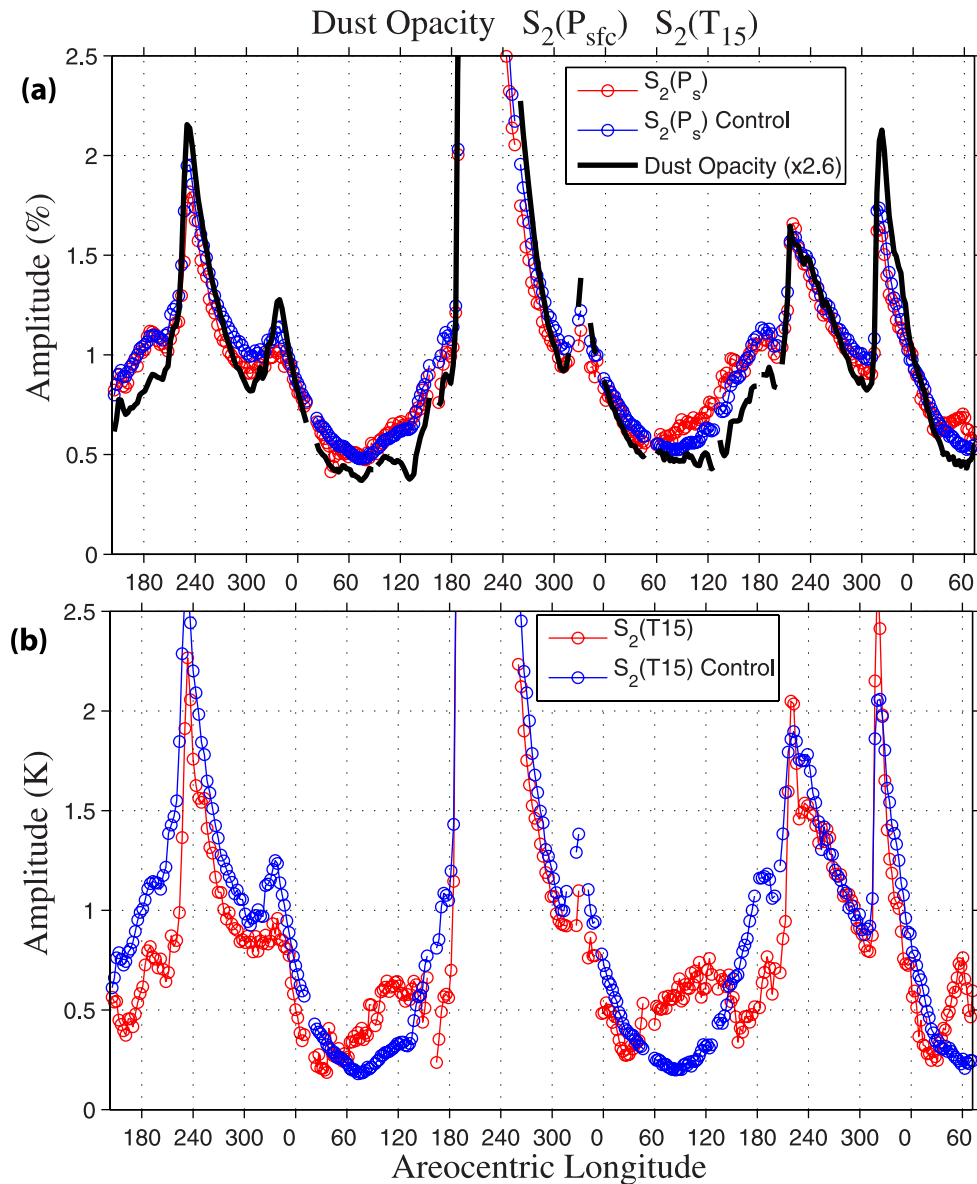 Dust Opacity S2(Psfc) S2(T15)
(a)
2.5
2
1.5
1
0.5
0
Amplitude (%)
S2(Ps)
S2(Ps) Control
Dust Opacity (x2.6)
180 240 300 0 60 120 180 240 300 0 60 120 180 240 300 0 60
(b)
2.5
2
1.5
1
0.5
0
Amplitude (K)
S2(T15)
S2(T15) Control
180 240 300 0 60 120 180 240 300 0 60 120 180 240 300 0 60
Areocentric Longitude